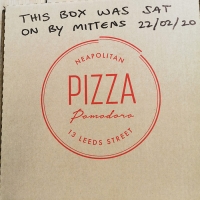 THIS BOX WAS SAT
ON BY MITTENS 22/02/20
NEAPOLITAN
PIZZA
Pomodoro
13 LEEDS STREET